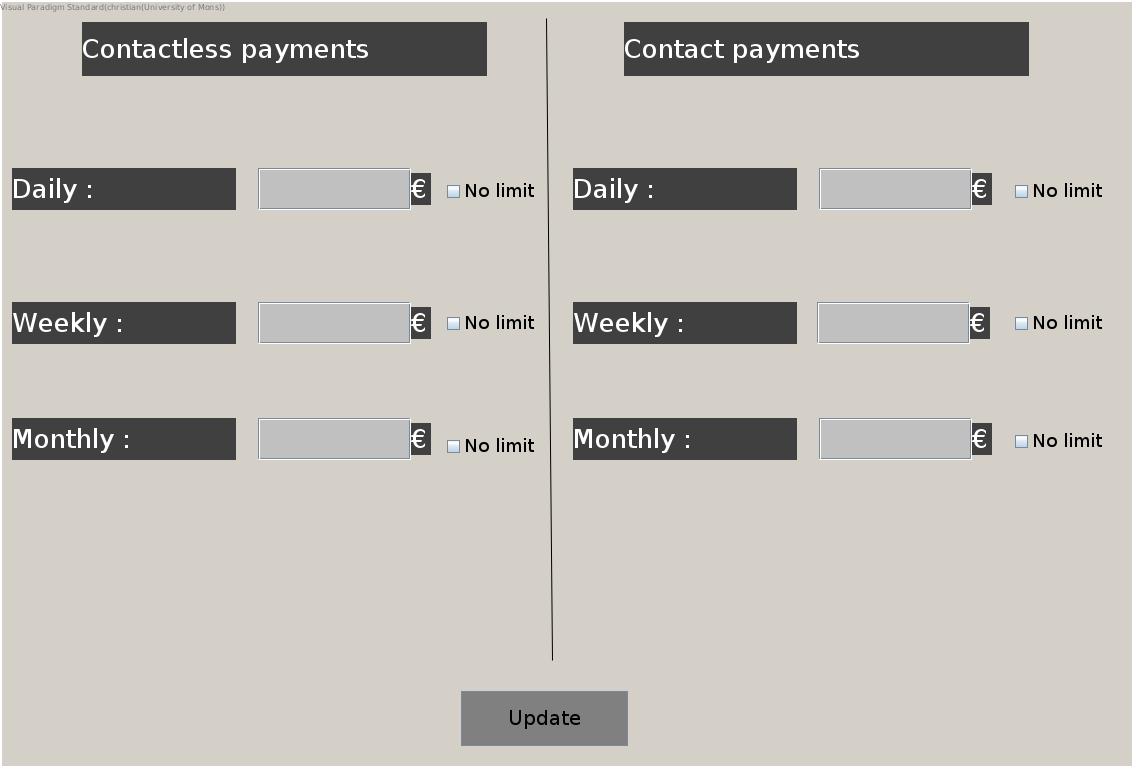 Visual Paradigm Standard(christian(University of Mons))
Contactless payments
Daily :
€
No limit
Weekly :
€
No limit
Monthly :
€
No limit
Contact payments
Daily :
€
No limit
Weekly :
€
No limit
Monthly :
€
No limit
Update